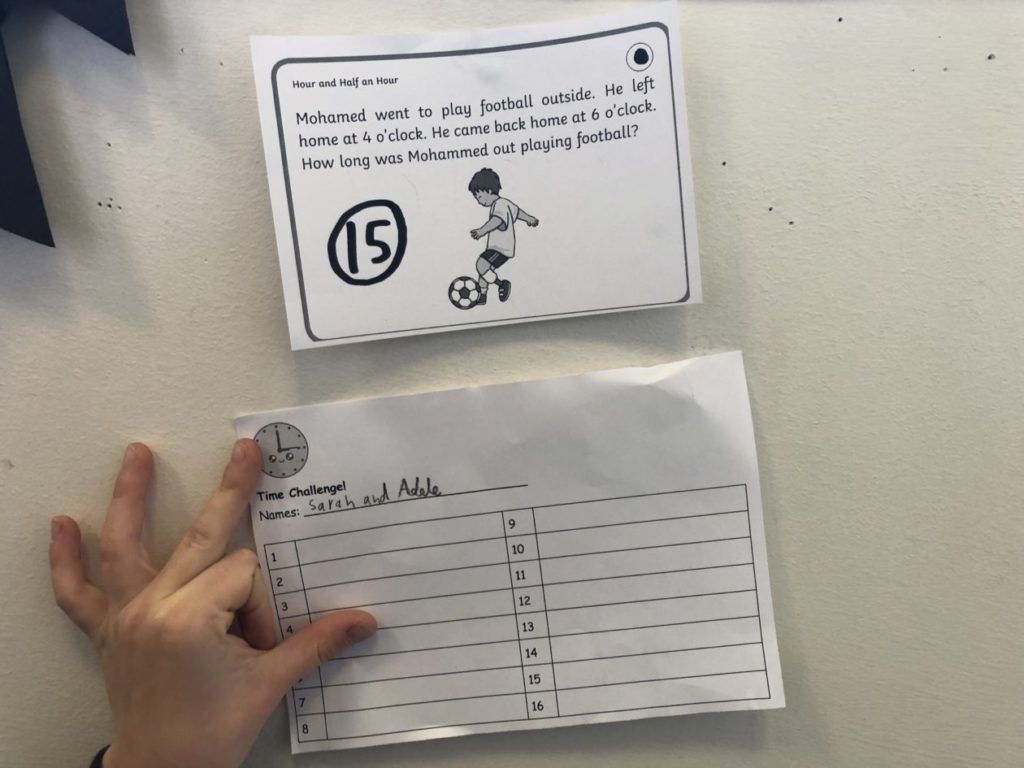 Hour and Half an Hour
Mohamed went to play football outside. He left
home at 4 o'clock. He came back home at 6 o'clock.
How long was Mohammed out playing football?
15
Time Challenge!
Names: Sarah and Adele
1
2
3
4
7
8
9
10
11
12
13
14
15
16